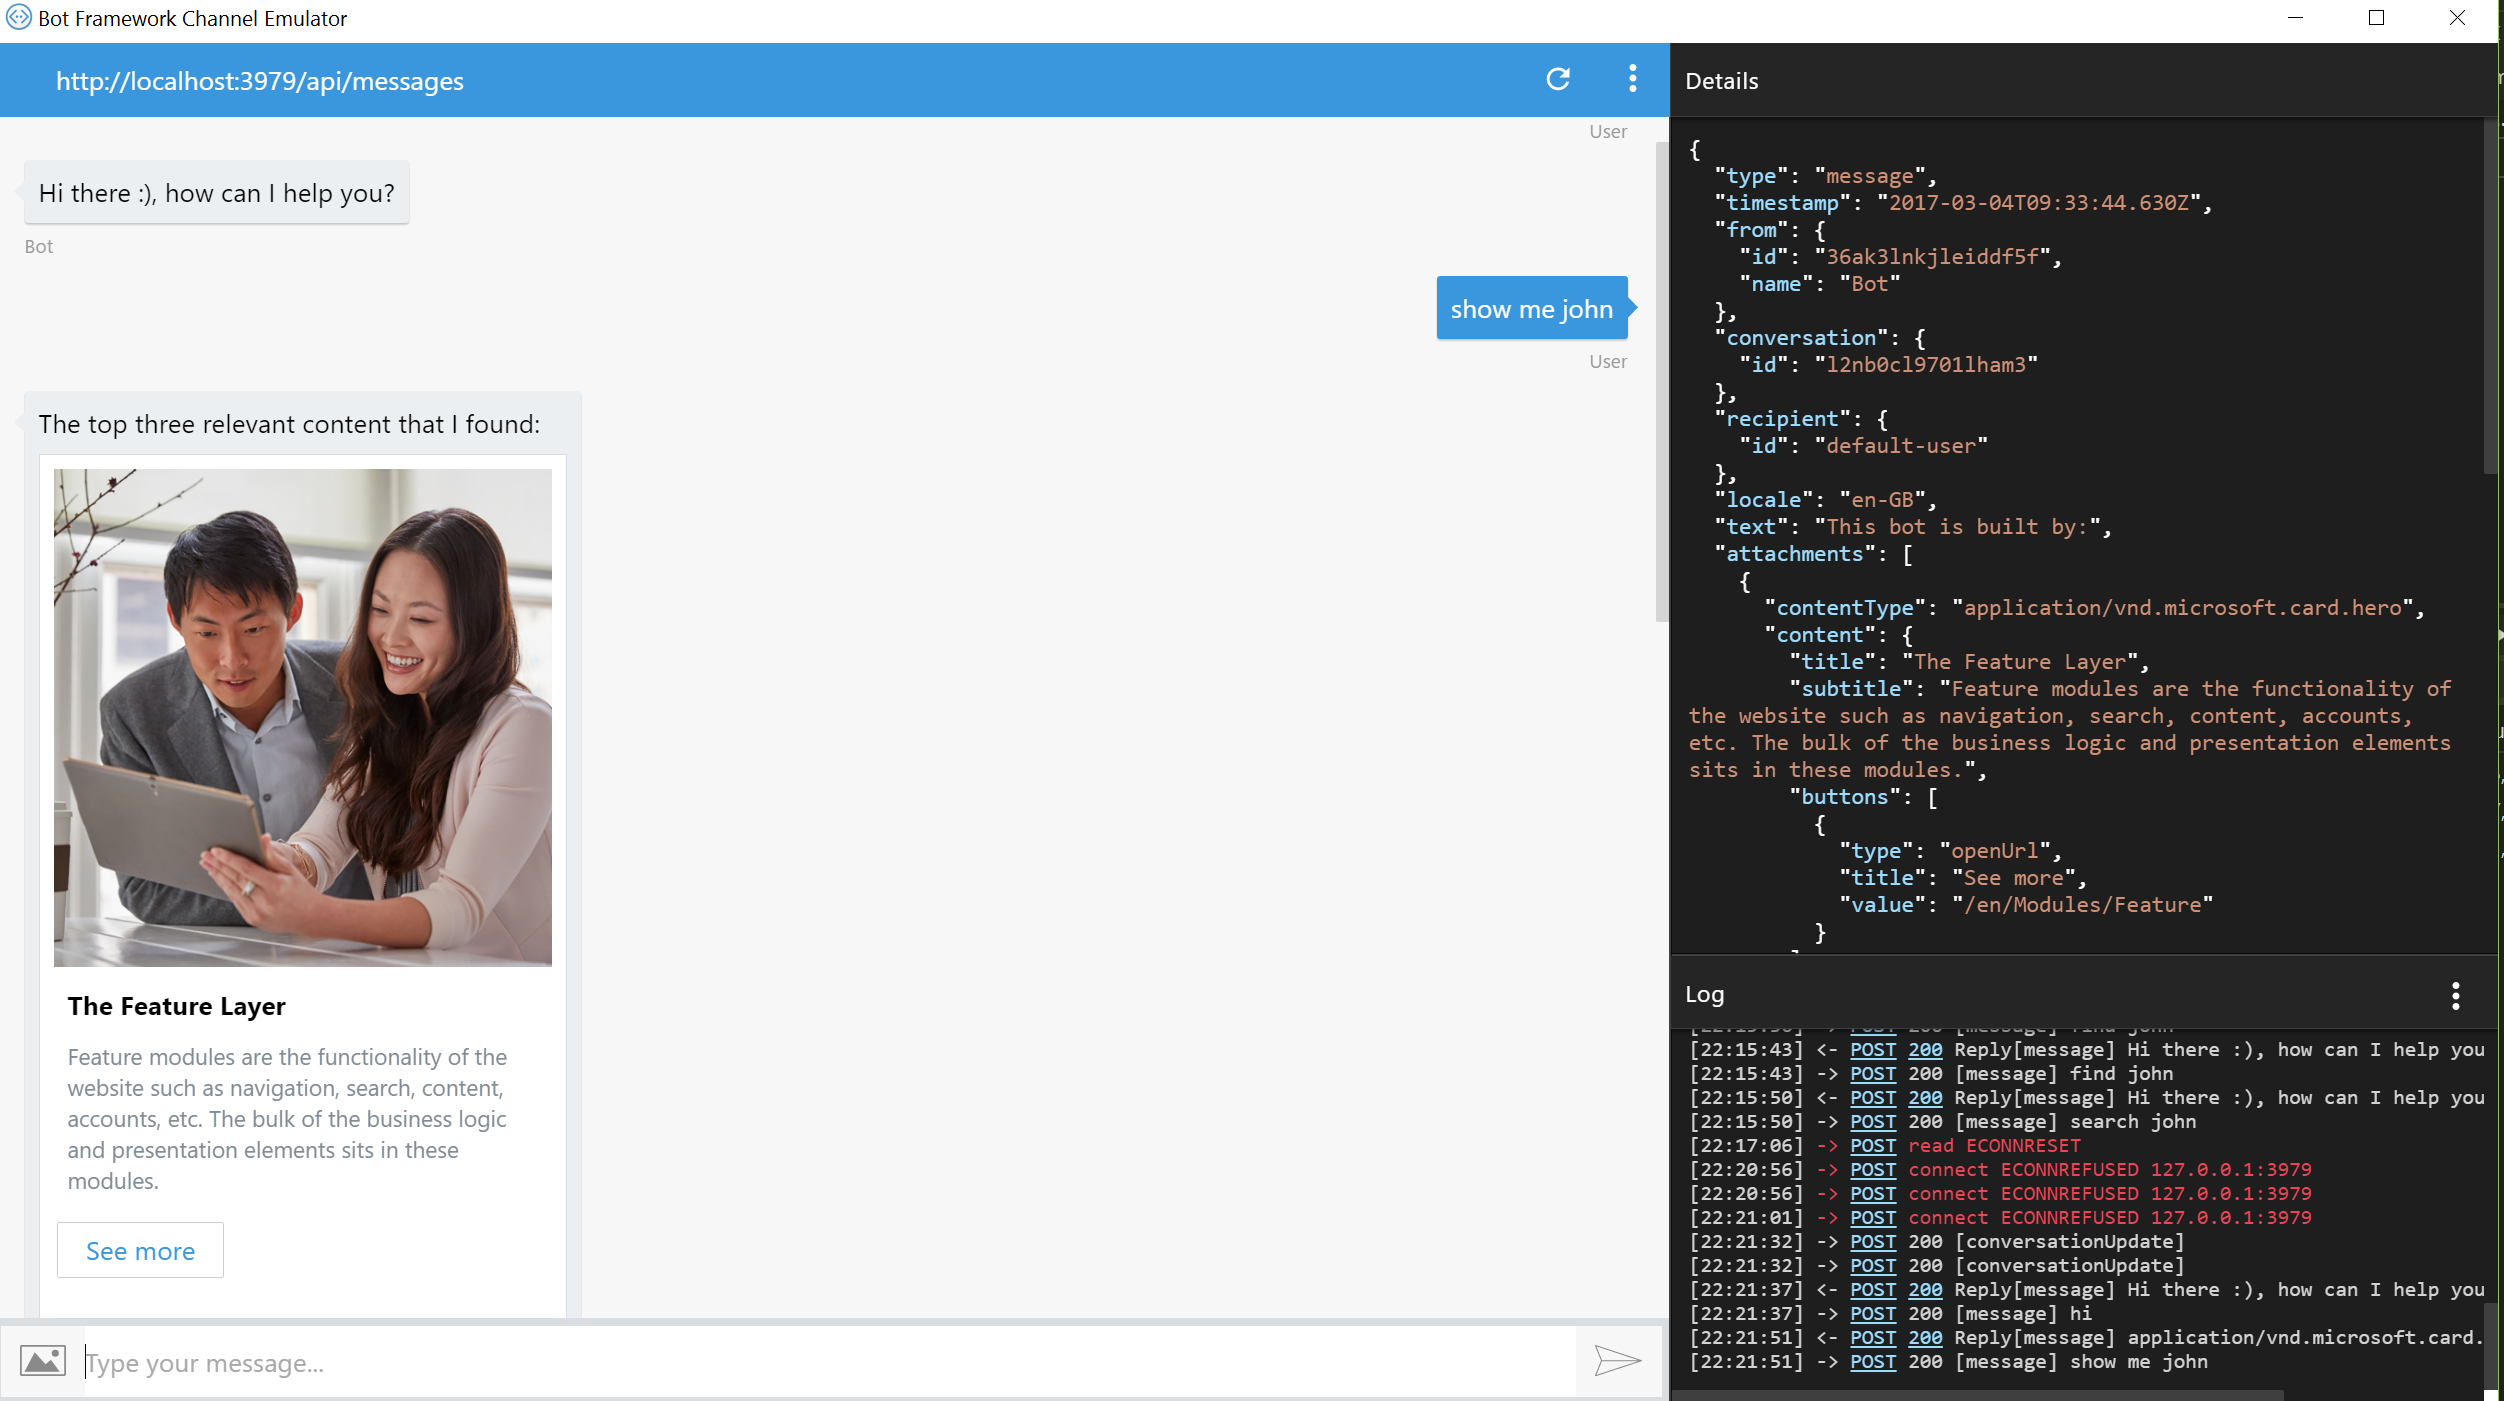 Bot Framework Channel Emulator
http://localhost:3979/api/messages
User
Hi there :), how can I help you?
Bot
show me john
User
The top three relevant content that I found:
The Feature Layer
Feature modules are the functionality of the
website such as navigation, search, content,
accounts, etc. The bulk of the business logic
and presentation elements sits in these
modules.
See more
Type your message...
Details
{
"type": "message",
"timestamp": "2017-03-04T09:33:44.630Z",
"from": {
"id": "36ak3lnkjleiddf5f",
"name": "Bot"
},
"conversation": {
"id": "l2nb0cl9701lham3"
},
"recipient": {
"id": "default-user"
},
"locale": "en-GB",
"text": "This bot is built by:",
"attachments": [
{
"contentType": "application/vnd.microsoft.card.hero",
"content": {
"title": "The Feature Layer",
"subtitle": "Feature modules are the functionality of
the website such as navigation, search, content, accounts,
etc. The bulk of the business logic and presentation elements
sits in these modules.",
"buttons": [
{
"type": "openUrl",
"title": "See more",
"value": "/en/Modules/Feature"
}
Log
[22:15:43] <- POST 200 Reply[message] Hi there :), how can I help you
[22:15:43] -> POST 200 [message] find john
[22:15:50] <- POST 200 Reply[message] Hi there :), how can I help you
[22:15:50] -> POST 200 [message] search john
[22:17:06] -> POST read ECONNRESET
[22:20:56] -> POST connect ECONNREFUSED 127.0.0.1:3979
[22:20:56] -> POST connect ECONNREFUSED 127.0.0.1:3979
[22:21:01] -> POST connect ECONNREFUSED 127.0.0.1:3979
[22:21:32] -> POST 200 [conversationUpdate]
[22:21:32] -> POST 200 [conversationUpdate]
[22:21:37] <- POST 200 Reply[message] Hi there :), how can I help you
[22:21:37] -> POST 200 [message] hi
[22:21:51] <- POST 200 Reply[message] application/vnd.microsoft.card.
[22:21:51] -> POST 200 [message] show me john